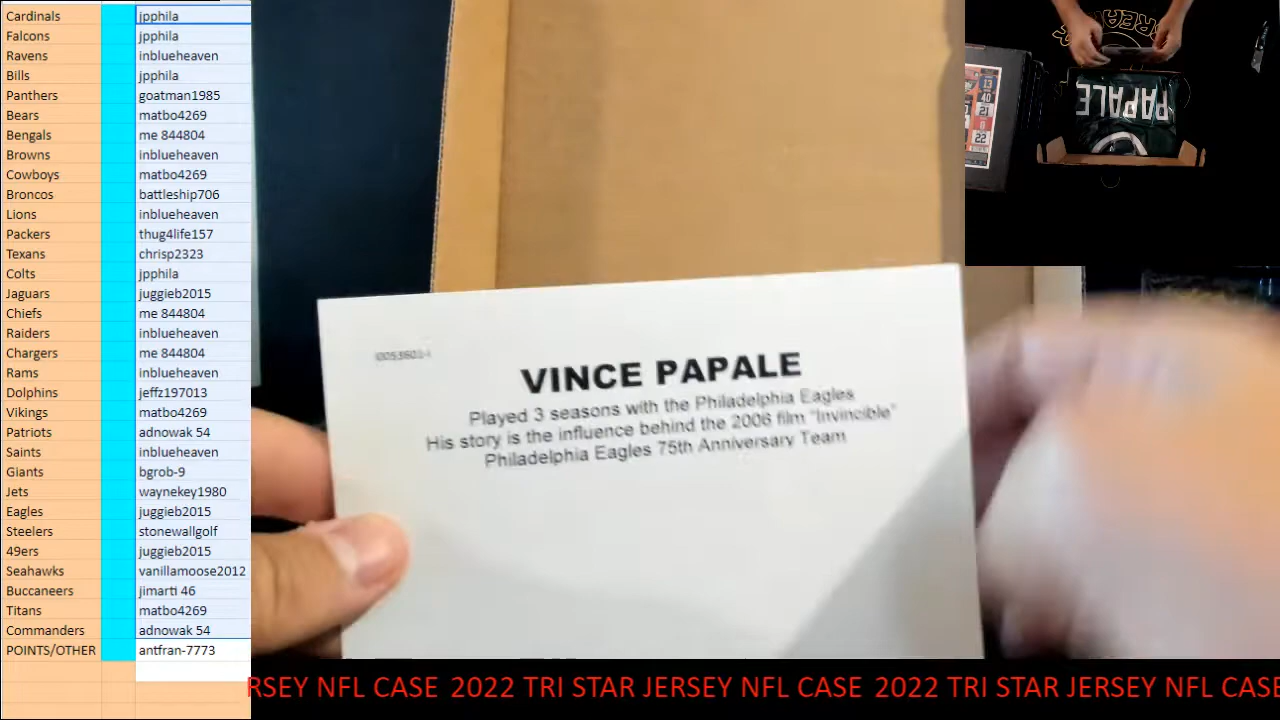 Cardinals jpphila
Falcons jpphila
Ravens inblueheaven
Bills jpphila
Panthers goatman1985
Bears matbo4269
Bengals me 844804
Browns inblueheaven
Cowboys matbo4269
Broncos battleship706
Lions inblueheaven
Packers thug4life157
Texans chrisp2323
Colts jpphila
Jaguars juggieb2015
Chiefs me 844804
Raiders inblueheaven
Chargers me 844804
Rams inblueheaven
Dolphins jeffz197013
Vikings matbo4269
Patriots adnowak 54
Saints inblueheaven
Giants bgrob-9
Jets waynekey1980
Eagles juggieb2015
Steelers stonewallgolf
49ers juggieb2015
Seahawks vanillamoose2012
Buccaneers jimarti 46
Titans matbo4269
Commanders adnowak 54
POINTS/OTHER antfran-7773
VINCE PAPALE
Played 3 seasons with the Philadelphia Eagles
His story is the influence behind the 2006 film "Invincible"
Philadelphia Eagles 75th Anniversary Team
PAPALE
13
40
21
22
RSEY NFL CASE 2022 TRI STAR JERSEY NFL CASE 2022 TRI STAR JERSEY NFL CAS